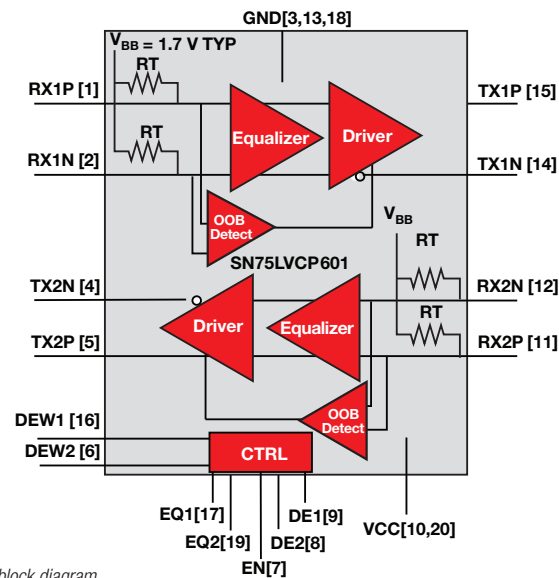 GND[3,13,18]
VBB = 1.7 V TYP
RT
RX1P [1]
TX1P [15]
RT
Equalizer
Driver
RX1N [2]
TX1N [14]
OOB
Detect
VBB
RT
SN75LVCP601
TX2N [4]
RX2N [12]
RT
Driver
Equalizer
TX2P [5]
RX2P [11]
OOB
Detect
DEW1 [16]
DEW2 [6]
CTRL
EQ1[17]
DE1[9]
VCC[10,20]
EQ2[19]
DE2[8]
EN[7]
block diagram